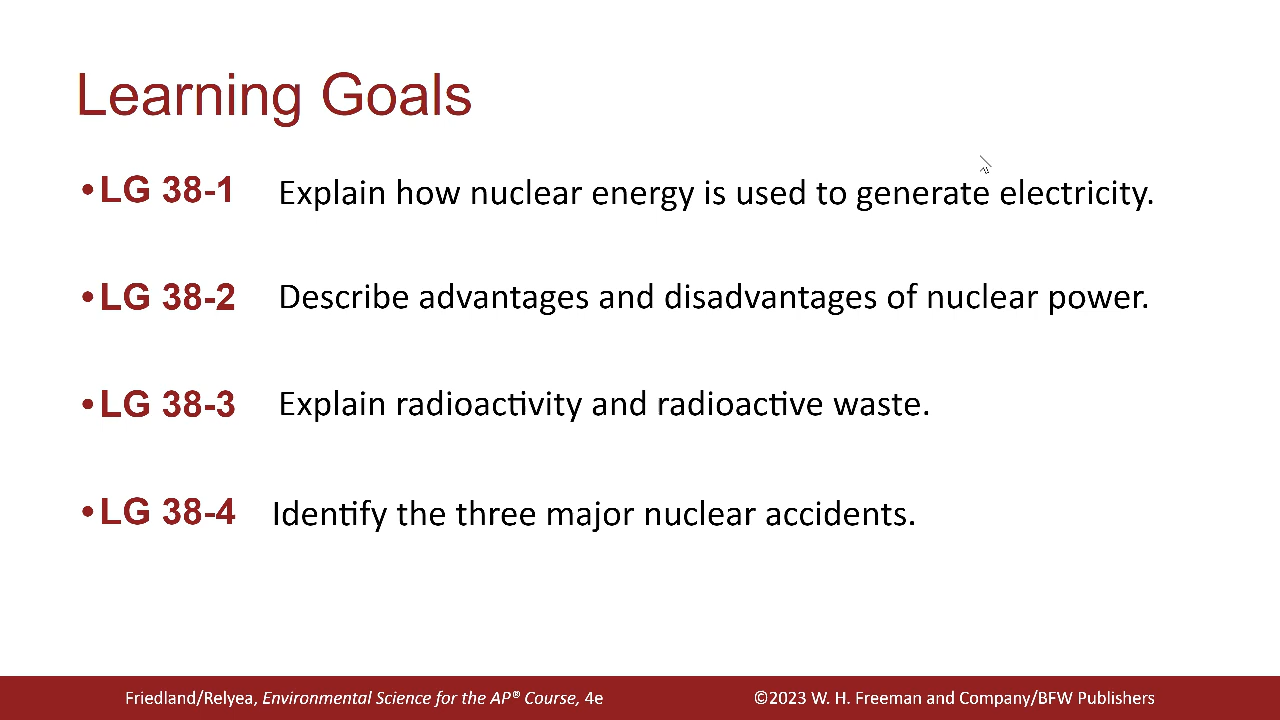 Learning Goals
•LG 38-1 Explain how nuclear energy is used to generate electricity.
•LG 38-2 Describe advantages and disadvantages of nuclear power.
•LG 38-3 Explain radioactivity and radioactive waste.
•LG 38-4 Identify the three major nuclear accidents.
Friedland/Relyea, Environmental Science for the AP® Course, 4e ©2023 W. H. Freeman and Company/BFW Publishers